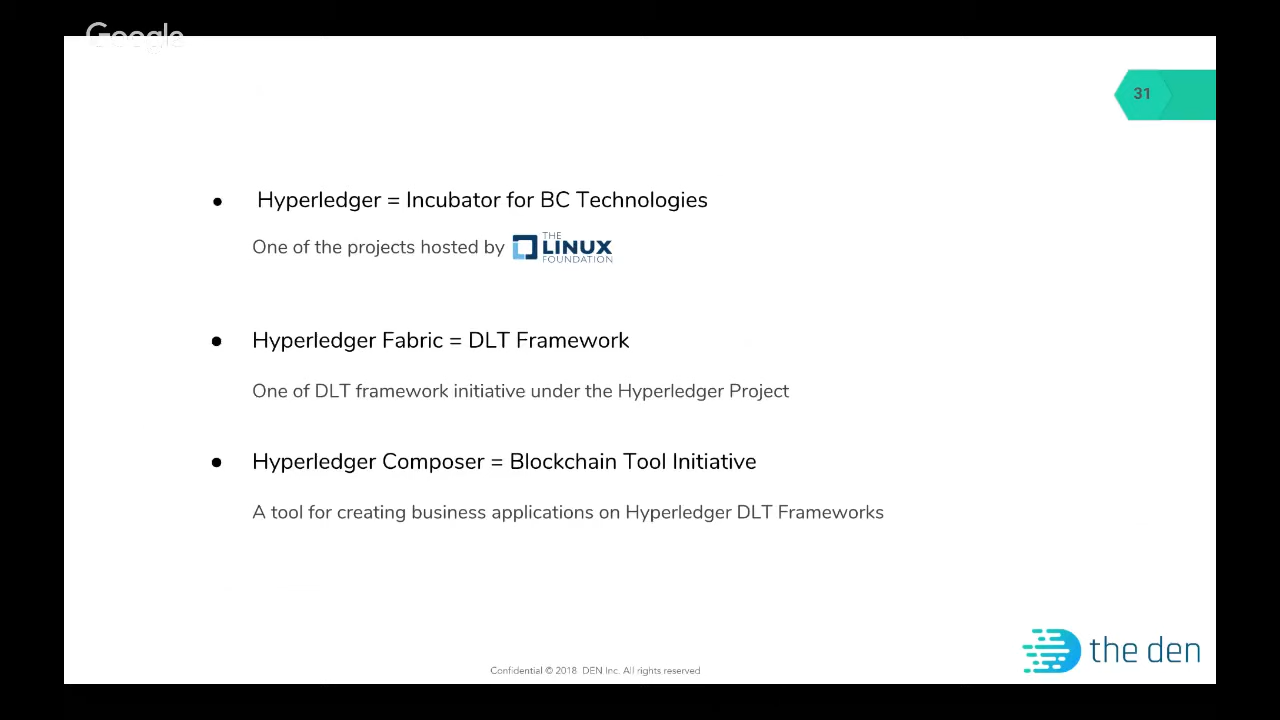 Google
31
● Hyperledger = Incubator for BC Technologies
One of the projects hosted by THE LINUX FOUNDATION
● Hyperledger Fabric = DLT Framework
One of DLT framework initiative under the Hyperledger Project
● Hyperledger Composer = Blockchain Tool Initiative
A tool for creating business applications on Hyperledger DLT Frameworks
the den
Confidential © 2018 DEN Inc. All rights reserved